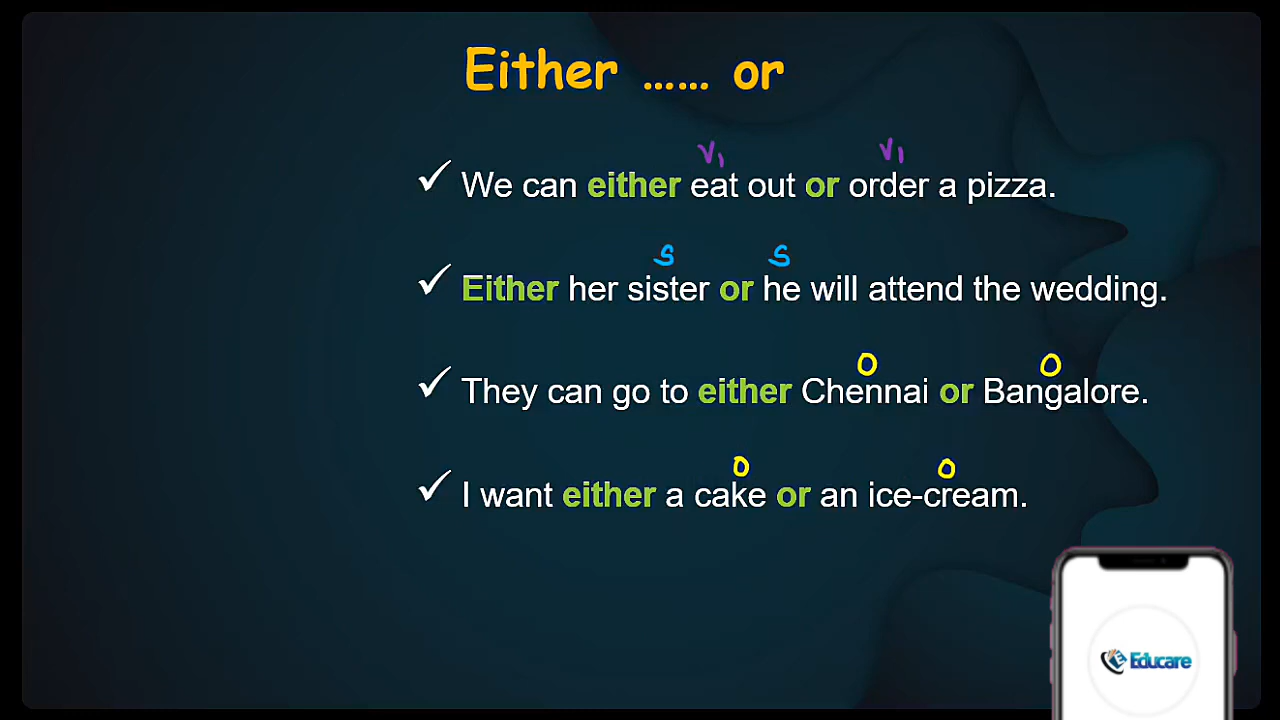 Either ...... or
V1 V1
✓ We can either eat out or order a pizza.
S S
✓ Either her sister or he will attend the wedding.
O O
✓ They can go to either Chennai or Bangalore.
O O
✓ I want either a cake or an ice-cream.
Educare